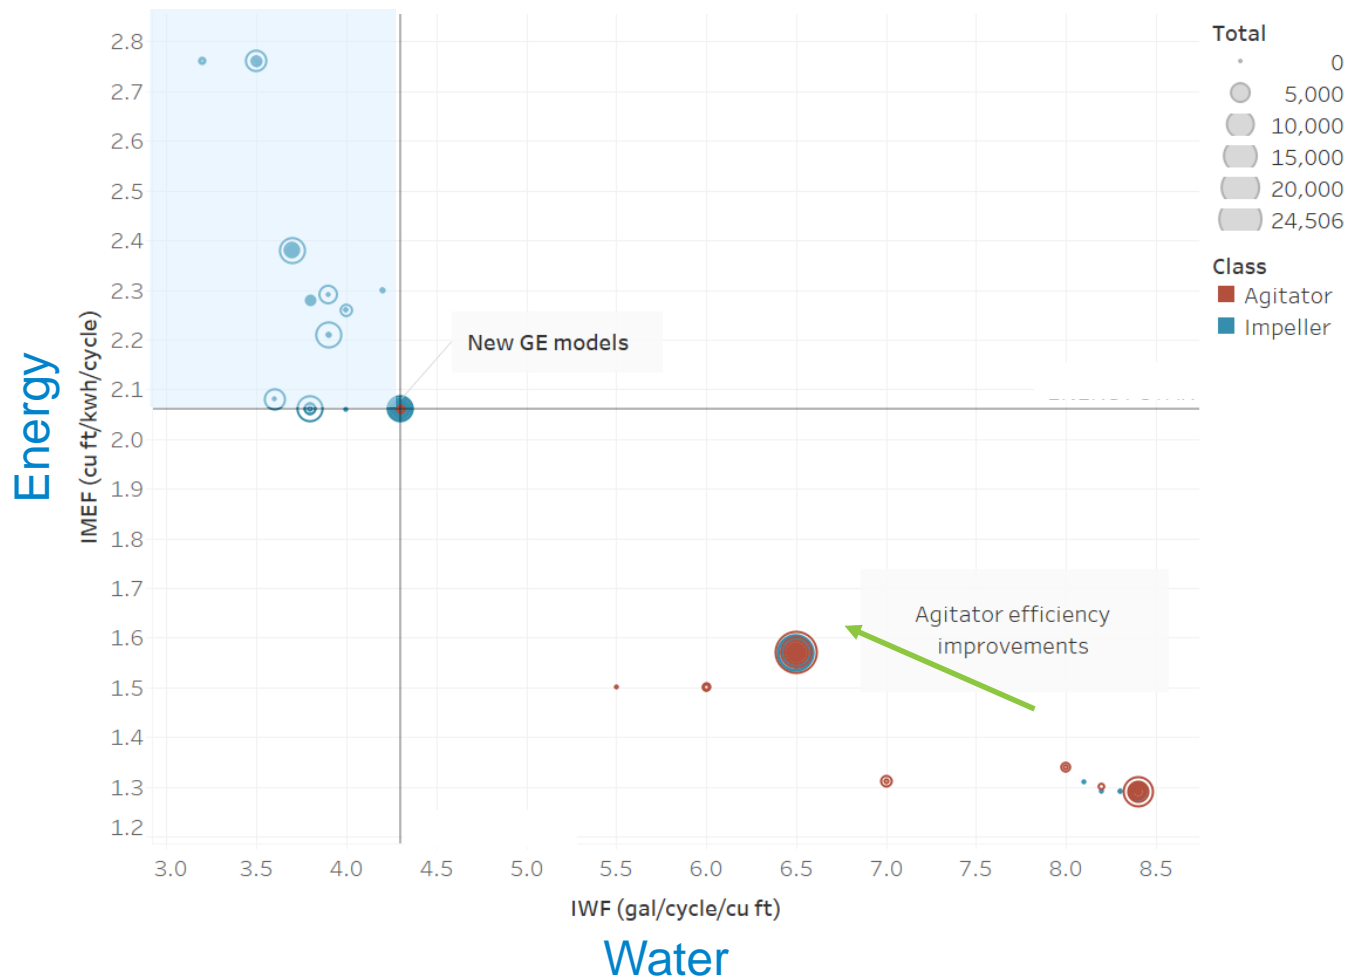 2.8
2.7
2.6
2.5
2.4
2.3
2.2
2.1
2.0
1.9
1.8
1.7
1.6
1.5
1.4
1.3
1.2
Energy
IMEF (cu ft/kwh/cycle)
New GE models
Agitator efficiency
improvements
3.0 3.5 4.0 4.5 5.0 5.5 6.0 6.5 7.0 7.5 8.0 8.5
IWF (gal/cycle/cu ft)
Water
Total
0
5,000
10,000
15,000
20,000
24,506
Class
Agitator
Impeller